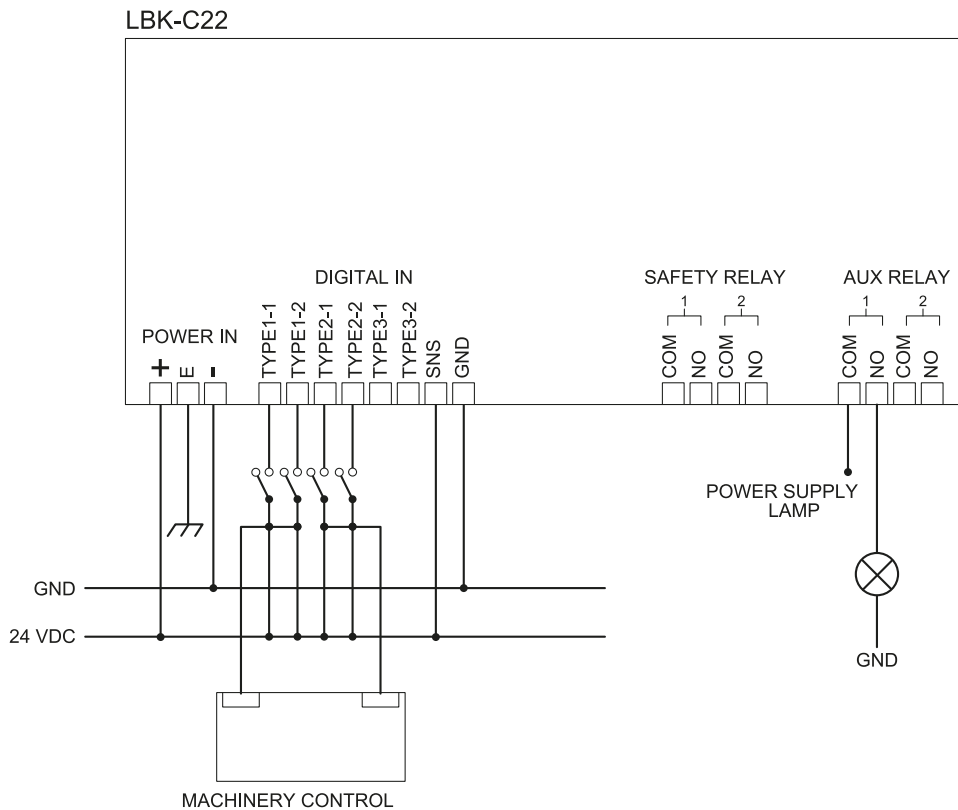 LBK-C22
DIGITAL IN
SAFETY RELAY
AUX RELAY
1
2
1
2
POWER IN
+
E
-
TYPE1-1
TYPE1-2
TYPE2-1
TYPE2-2
TYPE3-1
TYPE3-2
SNS
GND
COM
NO
COM
NO
COM
NO
COM
NO
POWER SUPPLY
LAMP
GND
24 VDC
GND
MACHINERY CONTROL